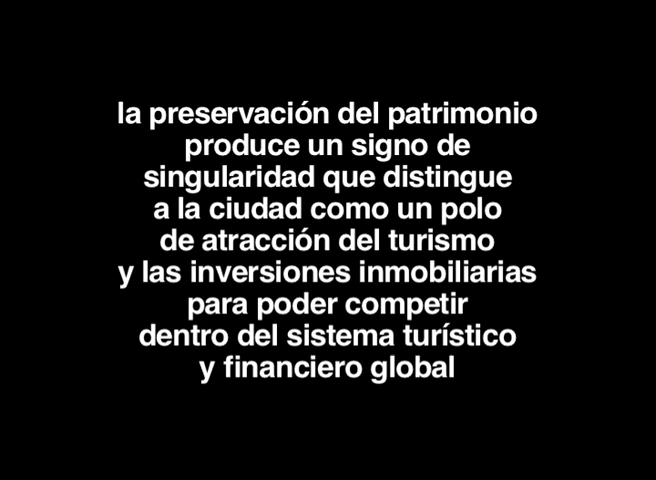 la preservación del patrimonio
produce un signo de
singularidad que distingue
a la ciudad como un polo
de atracción del turismo
y las inversiones inmobiliarias
para poder competir
dentro del sistema turístico
y financiero global